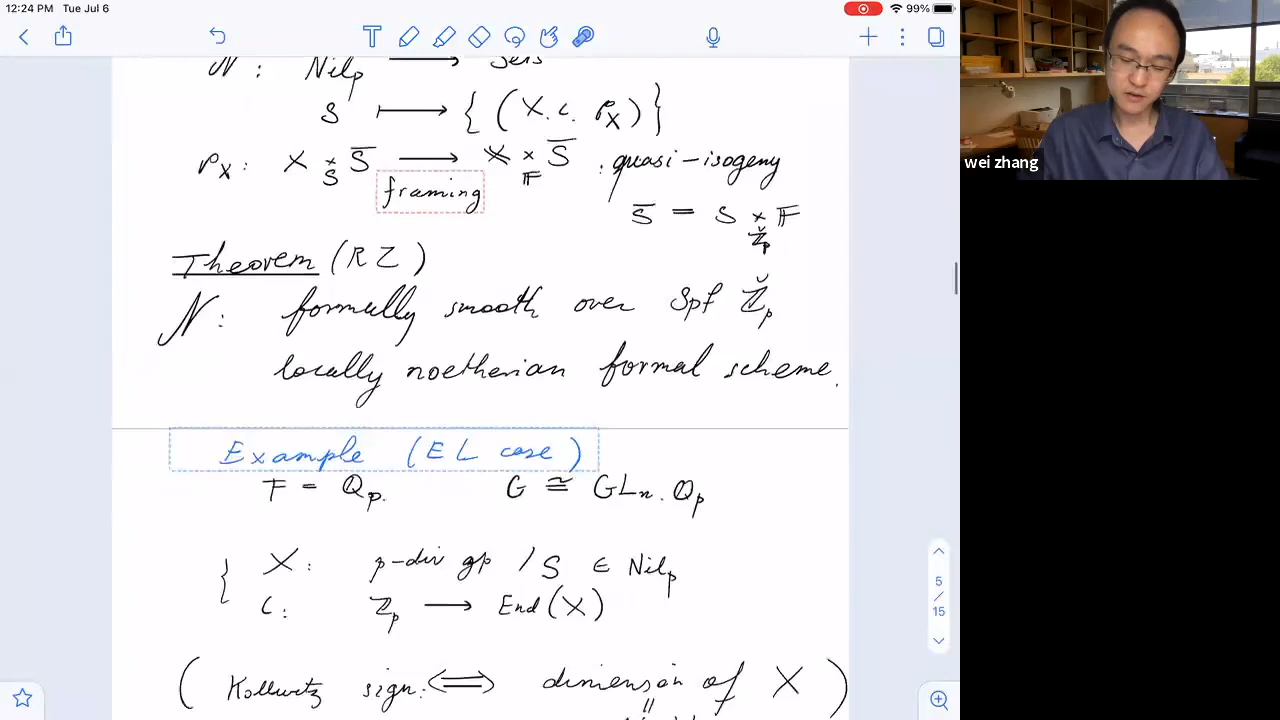 12:24 PM Tue Jul 6
99%
N : Nilp ⟶ Sets
S ⟼ { (X, ι, ρ_X) }
ρ_X : X ×_S S̅ ⟶ 𝕏 ×_𝔽 S̅ : quasi-isogeny
framing
S̅ = S ×_{Z̆_p} 𝔽
Theorem (RZ)
N : formally smooth over Spf Z̆_p
locally noetherian formal scheme.
Example (EL case)
F = Q_p. G ≅ GL_n, Q_p
X : p-div gp / S ∈ Nilp
ι : Z_p ⟶ End(X)
( Kottwitz sign. ⟺ dimension of X )
5
/
15
wei zhang